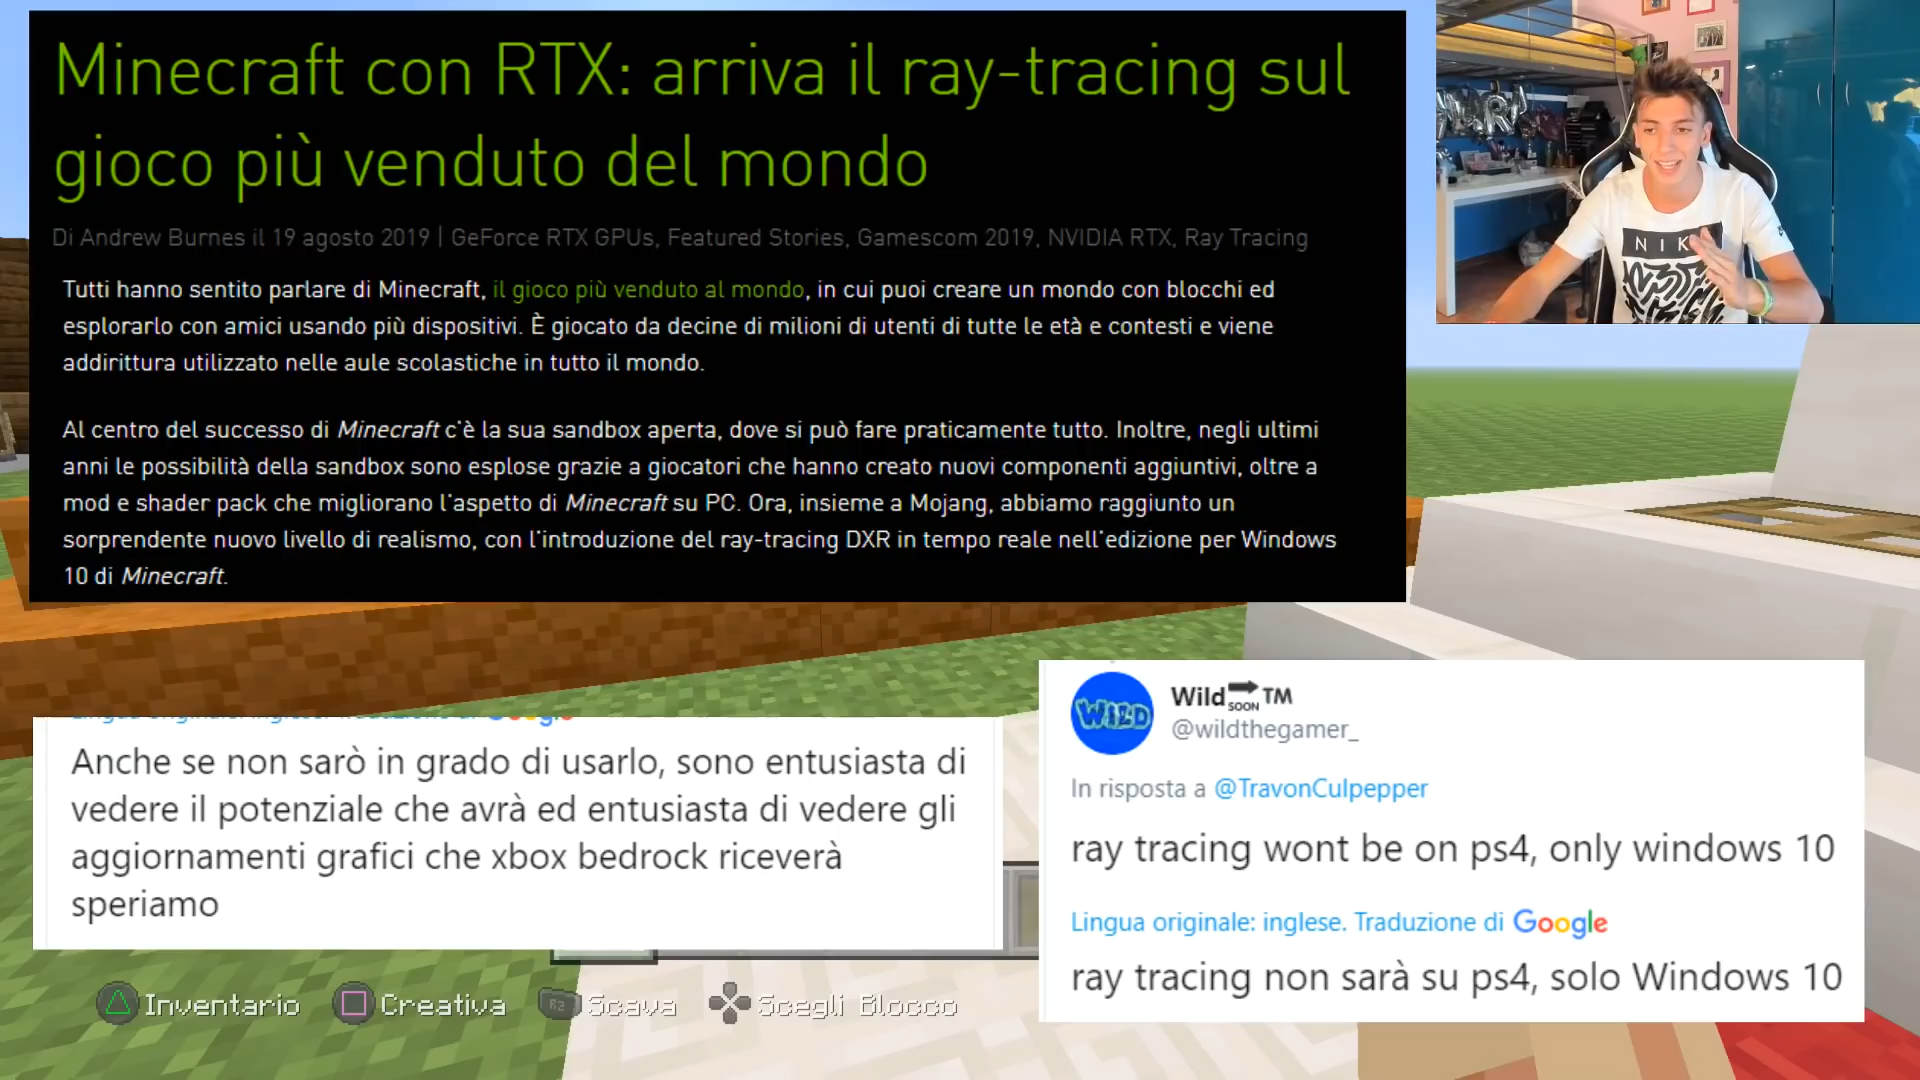 Minecraft con RTX: arriva il ray-tracing sul
gioco più venduto del mondo
Di Andrew Burnes il 19 agosto 2019 | GeForce RTX GPUs, Featured Stories, Gamescom 2019, NVIDIA RTX, Ray Tracing
Tutti hanno sentito parlare di Minecraft, il gioco più venduto al mondo, in cui puoi creare un mondo con blocchi ed
esplorarlo con amici usando più dispositivi. È giocato da decine di milioni di utenti di tutte le età e contesti e viene
addirittura utilizzato nelle aule scolastiche in tutto il mondo.
Al centro del successo di Minecraft c'è la sua sandbox aperta, dove si può fare praticamente tutto. Inoltre, negli ultimi
anni le possibilità della sandbox sono esplose grazie a giocatori che hanno creato nuovi componenti aggiuntivi, oltre a
mod e shader pack che migliorano l'aspetto di Minecraft su PC. Ora, insieme a Mojang, abbiamo raggiunto un
sorprendente nuovo livello di realismo, con l'introduzione del ray-tracing DXR in tempo reale nell'edizione per Windows
10 di Minecraft.
NIK
Anche se non sarò in grado di usarlo, sono entusiasta di
vedere il potenziale che avrà ed entusiasta di vedere gli
aggiornamenti grafici che xbox bedrock riceverà
speriamo
WILD
Wild SOON ™
@wildthegamer_
In risposta a @TravonCulpepper
ray tracing wont be on ps4, only windows 10
Lingua originale: inglese. Traduzione di Google
ray tracing non sarà su ps4, solo Windows 10
Inventario Creativa R2 Scava Scegli Blocco